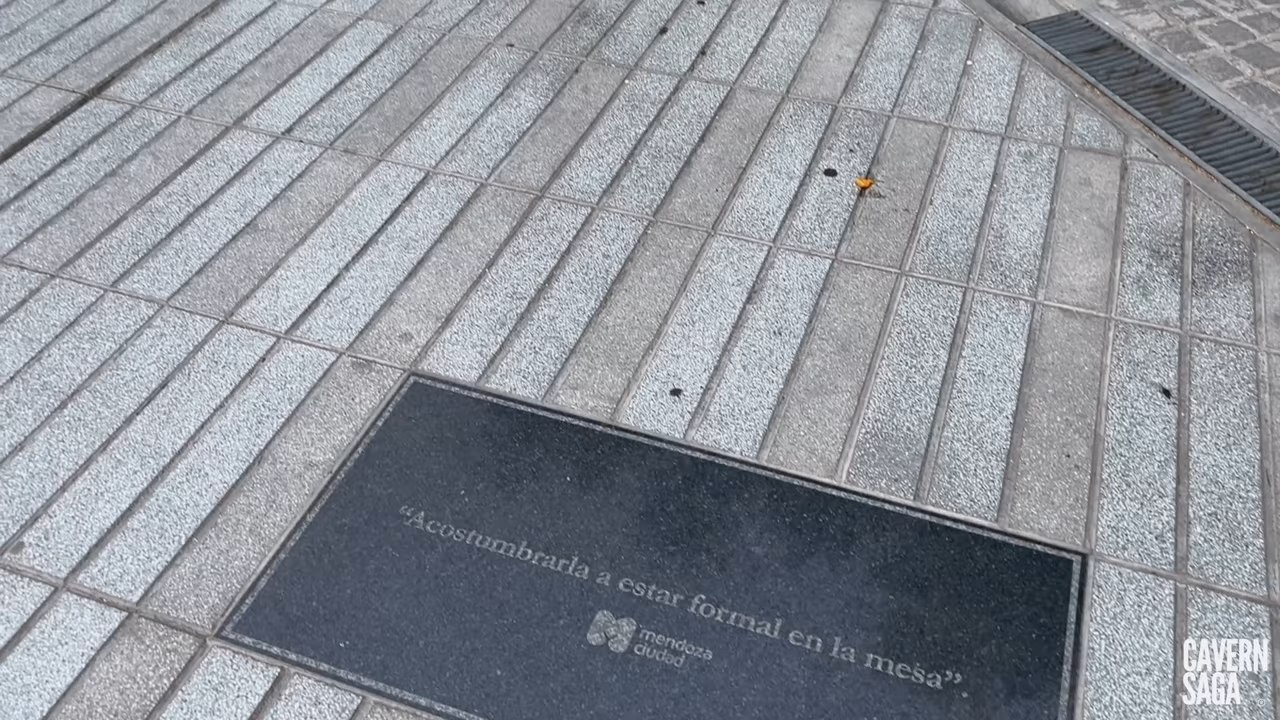 “Acostumbrarla a estar formal en la mesa”.
mendoza
ciudad
CAVERN
SAGA